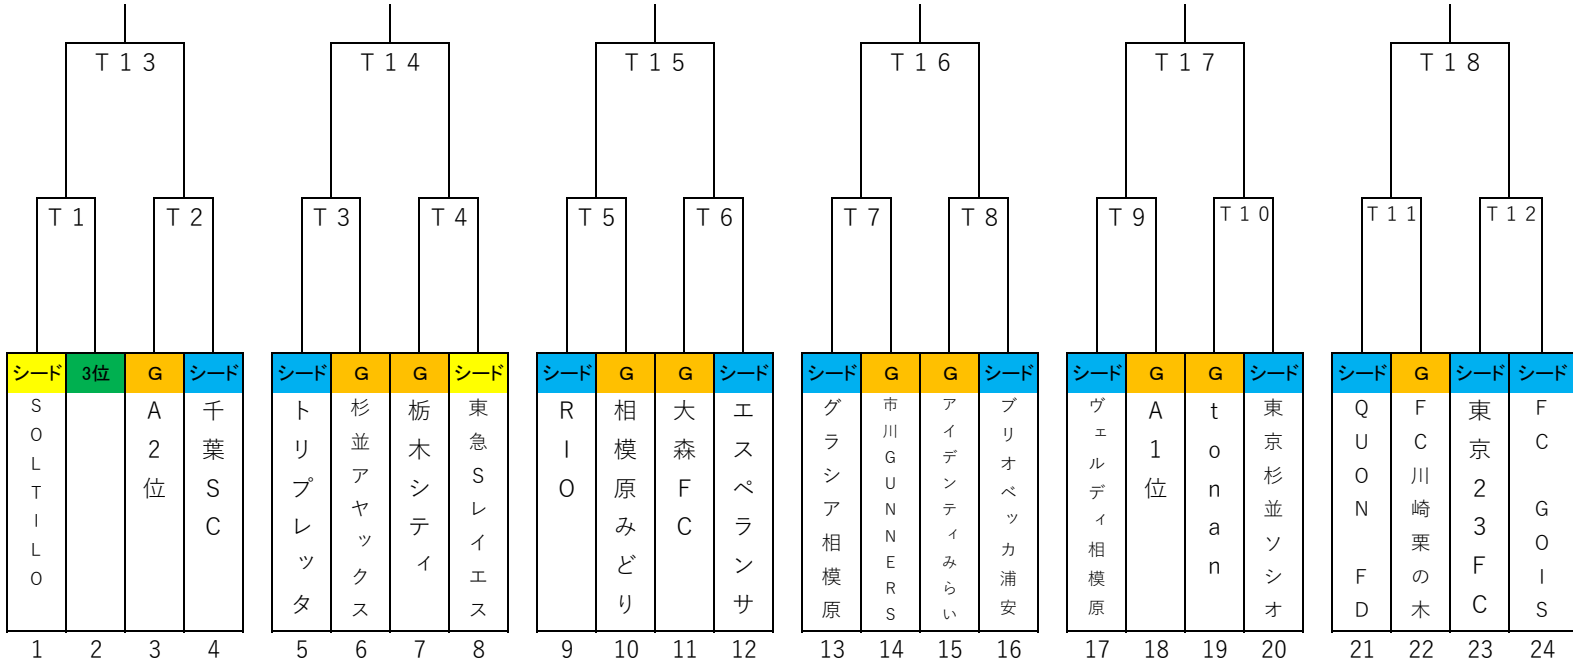 T13 T14 T15 T16 T17 T18
T1 T2 T3 T4 T5 T6 T7 T8 T9 T10 T11 T12
シード 3位 G シード シード G G シード シード G G シード シード G G シード シード G G シード シード G シード シード
SOLTILO
A2位
千葉SC
トリプレッタ
杉並アヤックス
栃木シティ
東急Sレイエス
RIO
相模原みどり
大森FC
エスペランサ
グラシア相模原
市川GUNNERS
アイデンティみらい
ブリオベッカ浦安
ヴェルディ相模原
A1位
tonan
東京杉並ソシオ
QUON FD
FC川崎栗の木
東京23FC
FC GOIS
1 2 3 4 5 6 7 8 9 10 11 12 13 14 15 16 17 18 19 20 21 22 23 24